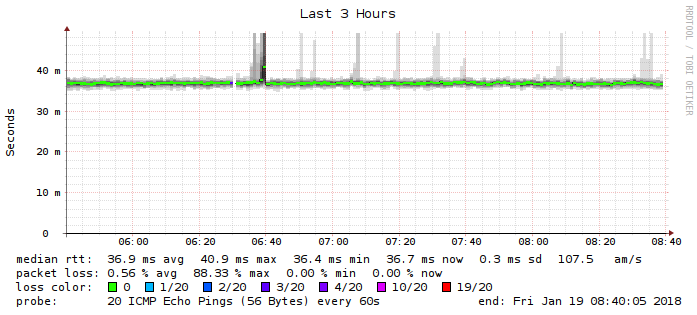 Last 3 Hours
RRDTOOL / TOBI OETIKER
Seconds
40 m
30 m
20 m
10 m
0
06:00 06:20 06:40 07:00 07:20 07:40 08:00 08:20 08:40
median rtt: 36.9 ms avg 40.9 ms max 36.4 ms min 36.7 ms now 0.3 ms sd 107.5 am/s
packet loss: 0.56 % avg 88.33 % max 0.00 % min 0.00 % now
loss color: 0 1/20 2/20 3/20 4/20 10/20 19/20
probe: 20 ICMP Echo Pings (56 Bytes) every 60s end: Fri Jan 19 08:40:05 2018